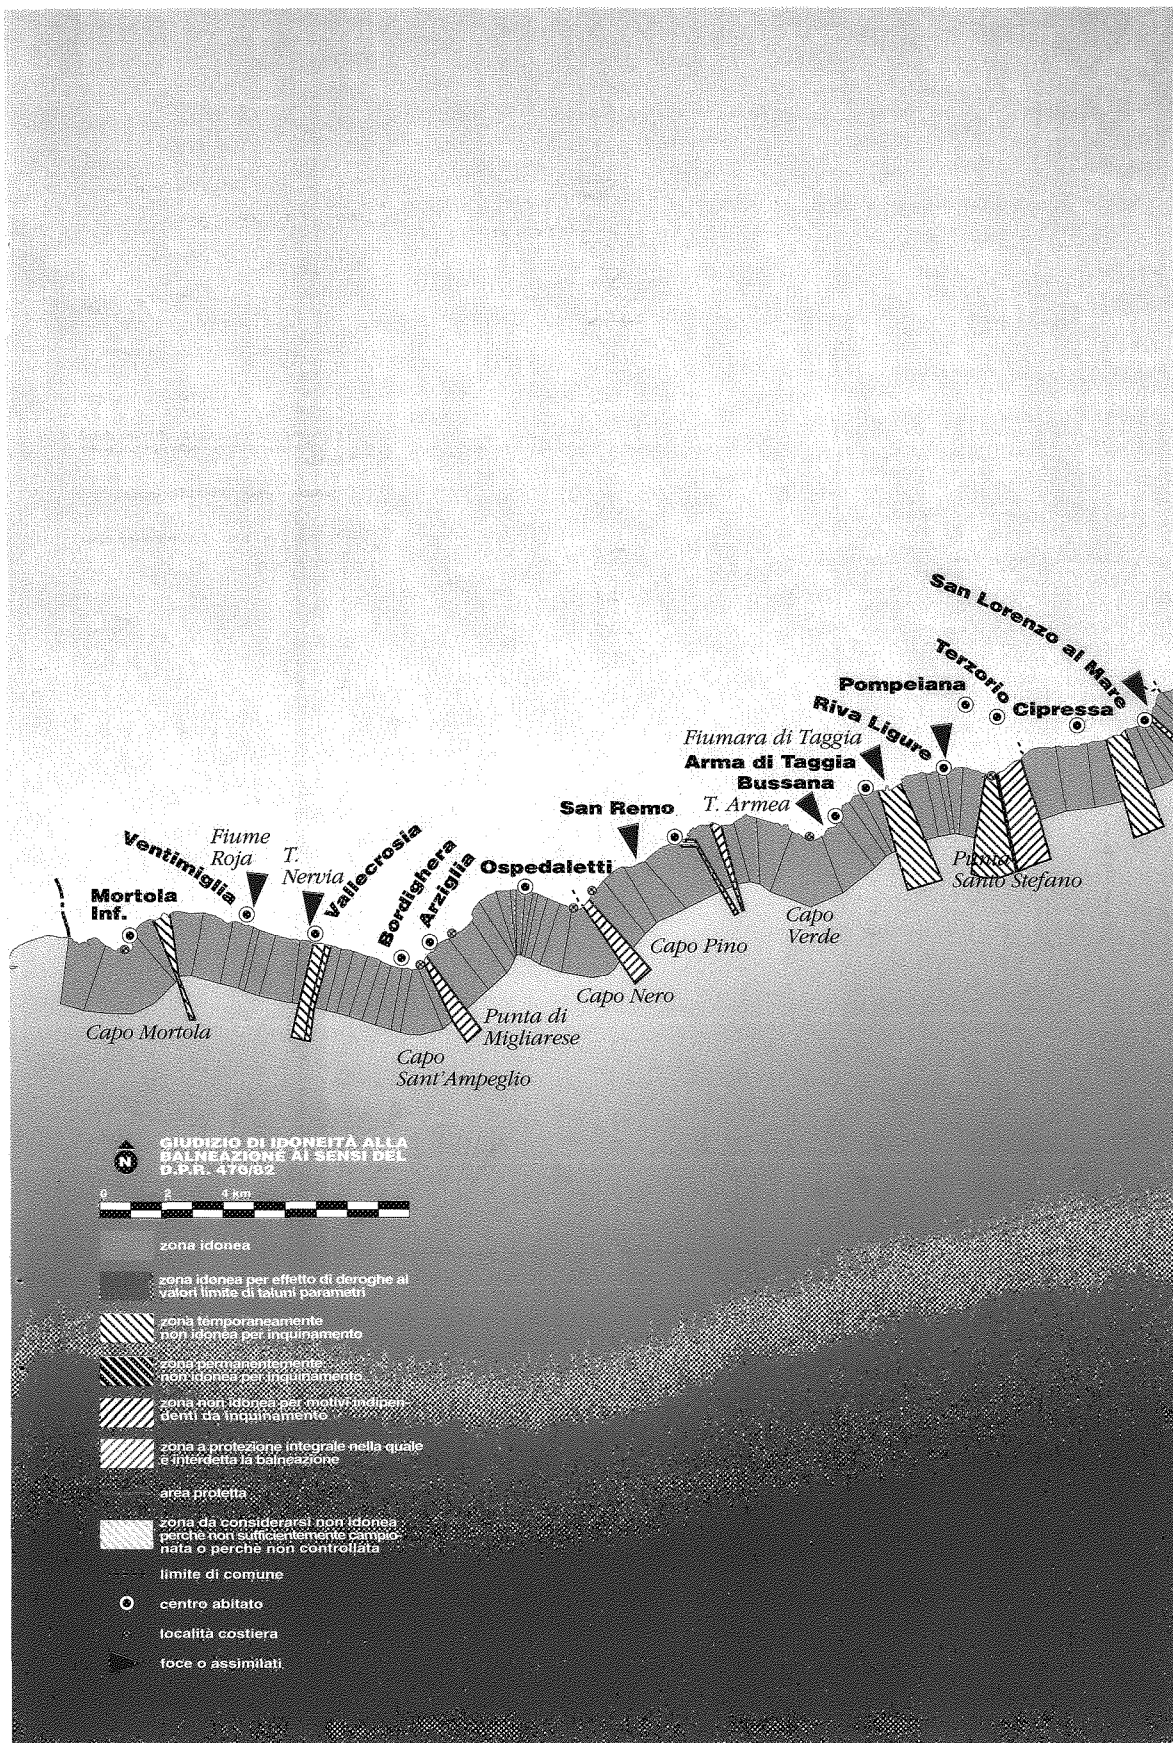 San Lorenzo al Mare
Terzorio
Pompeiana
Cipressa
Riva Ligure
Fiumara di Taggia
Arma di Taggia
Bussana
T. Armea
San Remo
Punta
Santo Stefano
Ventimiglia
Fiume
Roja
T.
Nervia
Vallecrosia
Bordighera
Arziglia
Ospedaletti
Mortola
Inf.
Capo
Verde
Capo Pino
Capo Nero
Punta di
Migliarese
Capo Mortola
Capo
Sant'Ampeglio
N
GIUDIZIO DI IDONEITÀ ALLA
BALNEAZIONE AI SENSI DEL
D.P.R. 470/82
0 2 4 km
zona idonea
zona idonea per effetto di deroghe ai
valori limite di taluni parametri
zona temporaneamente
non idonea per inquinamento
zona permanentemente
non idonea per inquinamento
zona non idonea per motivi indipen-
denti da inquinamento
zona a protezione integrale nella quale
è interdetta la balneazione
area protetta
zona da considerarsi non idonea
perchè non sufficientemente campio-
nata o perchè non controllata
limite di comune
centro abitato
località costiera
foce o assimilati